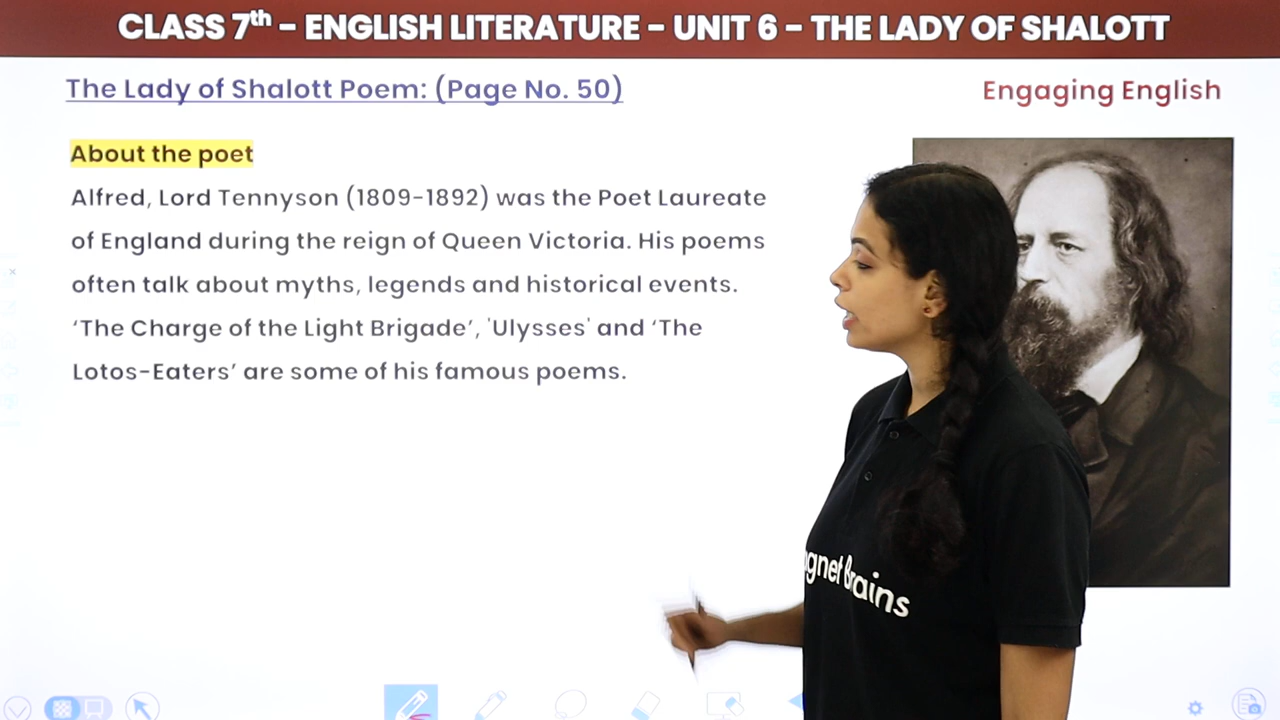 CLASS 7th - ENGLISH LITERATURE - UNIT 6 - THE LADY OF SHALOTT
The Lady of Shalott Poem: (Page No. 50)
Engaging English
About the poet
Alfred, Lord Tennyson (1809-1892) was the Poet Laureate
of England during the reign of Queen Victoria. His poems
often talk about myths, legends and historical events.
‘The Charge of the Light Brigade’, 'Ulysses' and ‘The
Lotos-Eaters’ are some of his famous poems.
agnet Brains